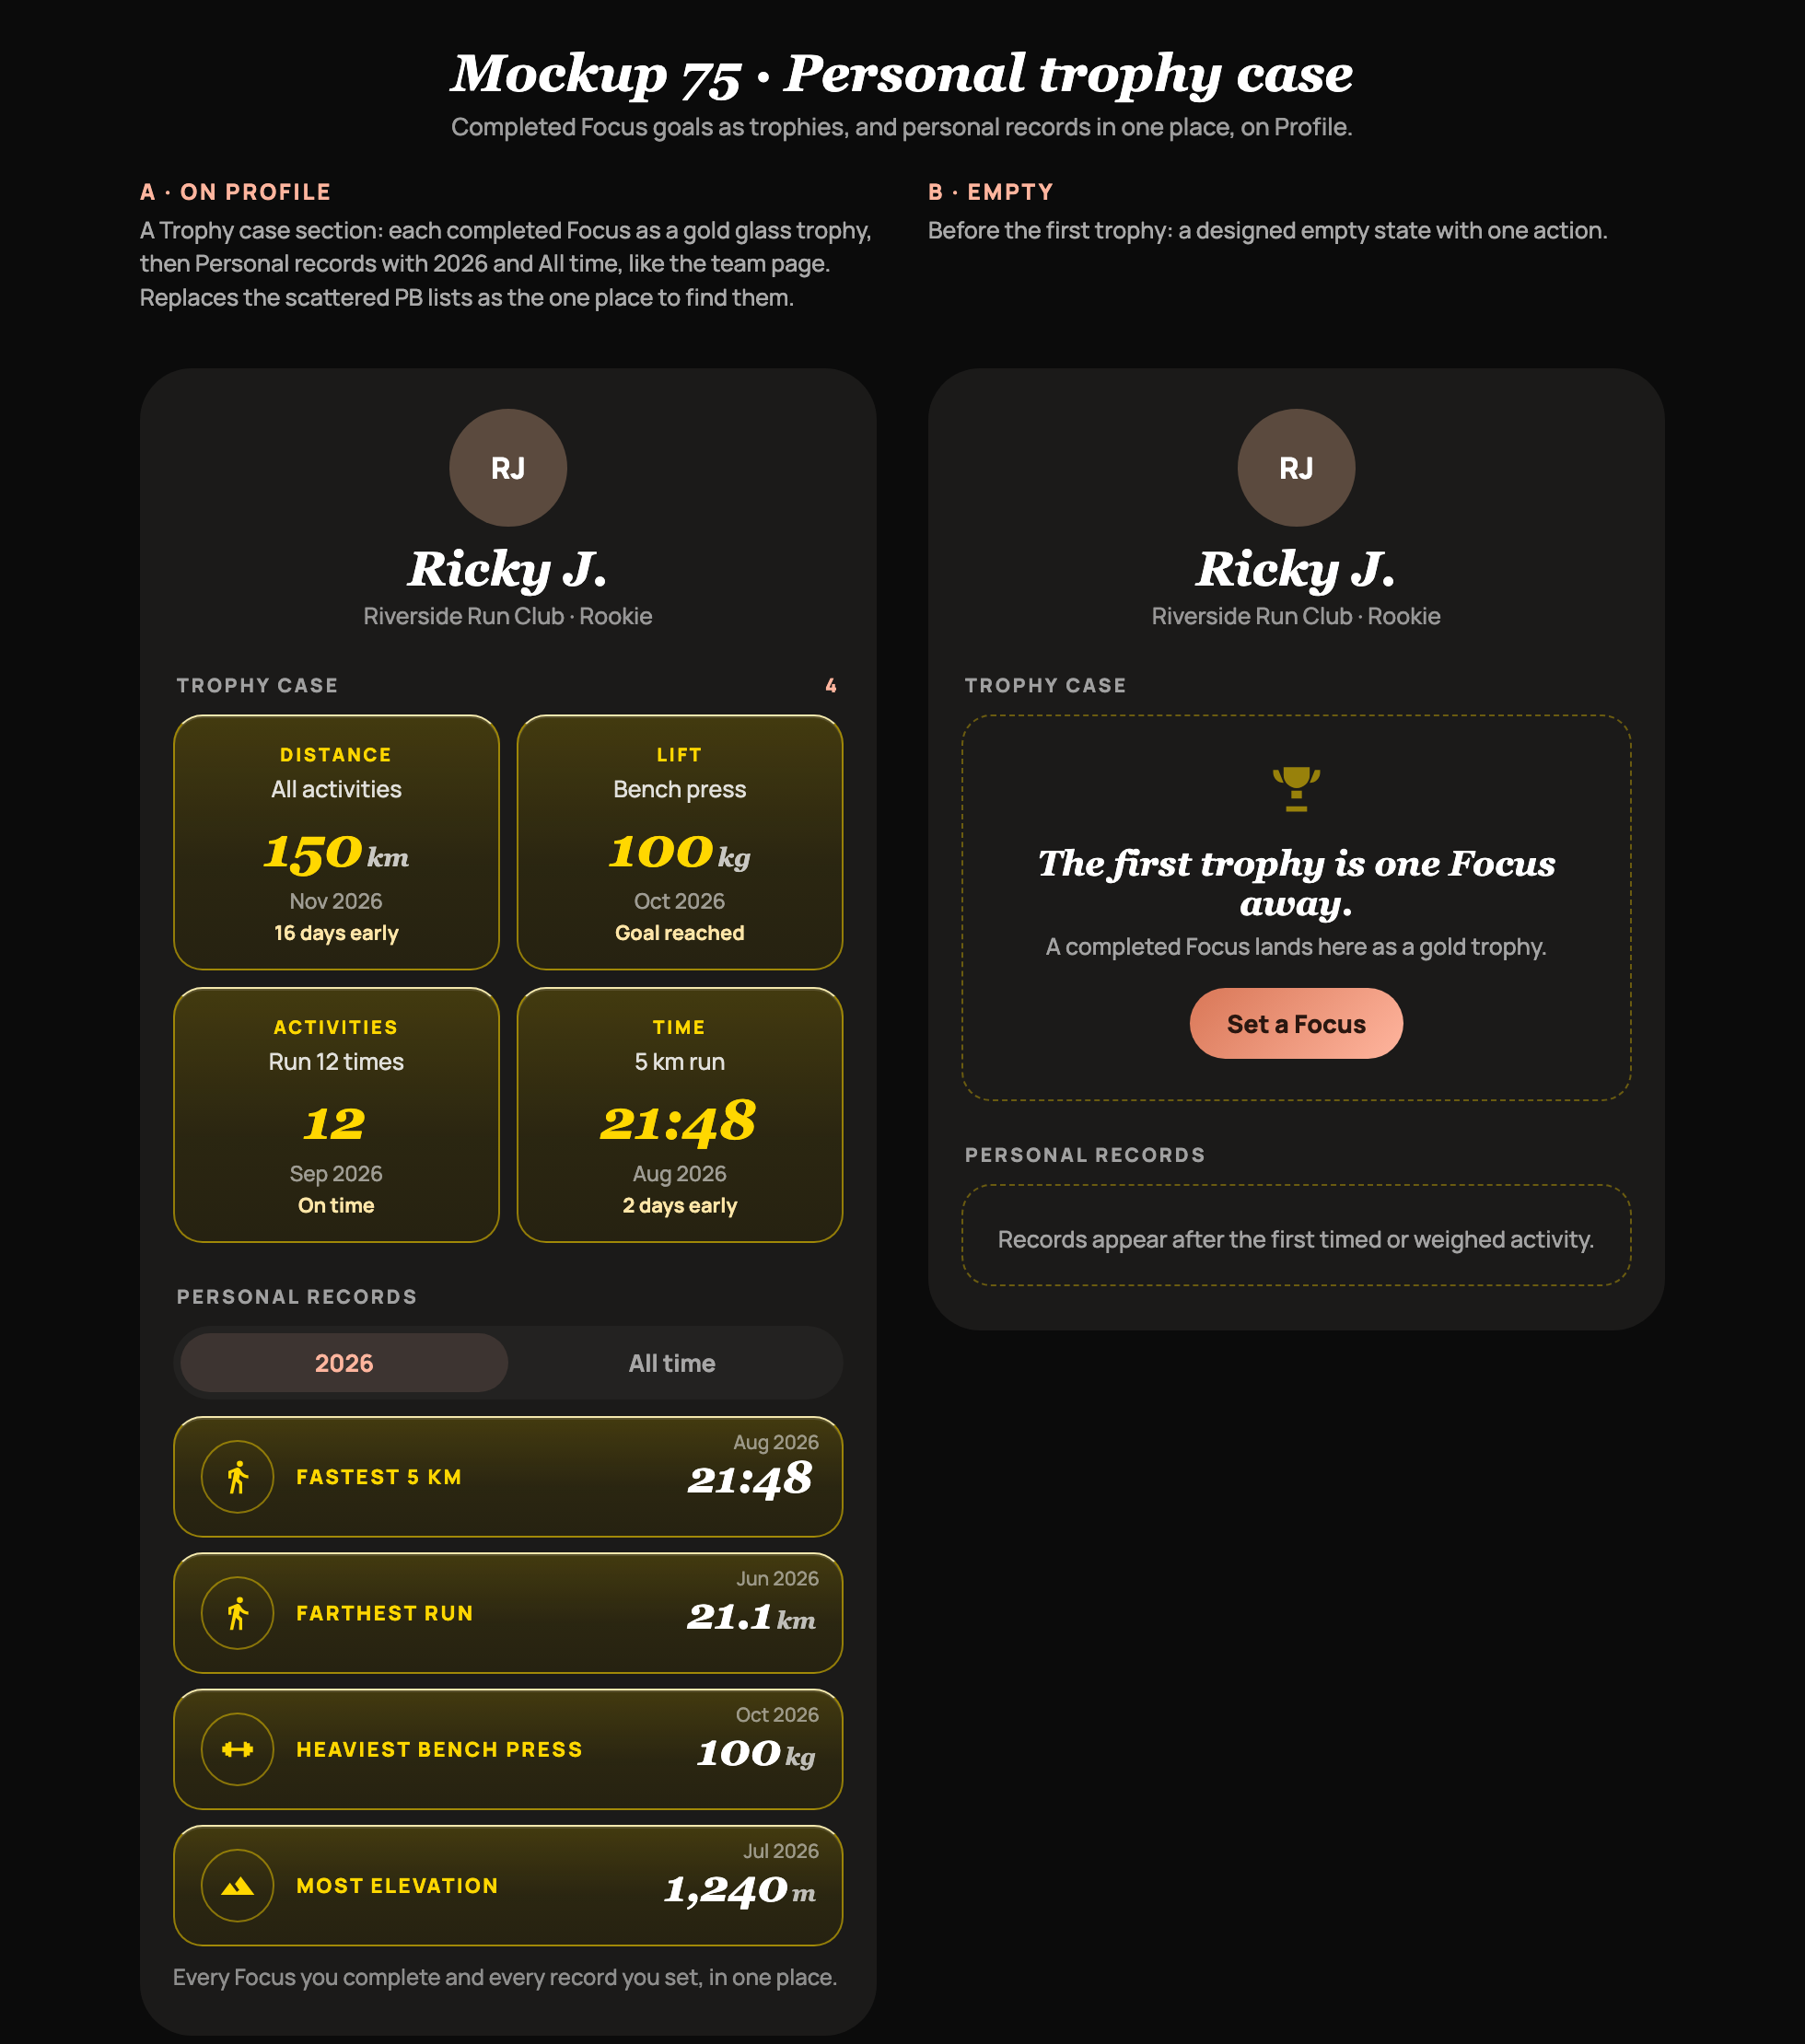 Mockup 75 · Personal trophy case
Completed Focus goals as trophies, and personal records in one place, on Profile.
A · ON PROFILE
A Trophy case section: each completed Focus as a gold glass trophy,
then Personal records with 2026 and All time, like the team page.
Replaces the scattered PB lists as the one place to find them.
RJ
Ricky J.
Riverside Run Club · Rookie
TROPHY CASE
4
DISTANCE
All activities
150 km
Nov 2026
16 days early
LIFT
Bench press
100 kg
Oct 2026
Goal reached
ACTIVITIES
Run 12 times
12
Sep 2026
On time
TIME
5 km run
21:48
Aug 2026
2 days early
PERSONAL RECORDS
2026
All time
FASTEST 5 KM
Aug 2026
21:48
FARTHEST RUN
Jun 2026
21.1 km
HEAVIEST BENCH PRESS
Oct 2026
100 kg
MOST ELEVATION
Jul 2026
1,240 m
Every Focus you complete and every record you set, in one place.
B · EMPTY
Before the first trophy: a designed empty state with one action.
RJ
Ricky J.
Riverside Run Club · Rookie
TROPHY CASE
The first trophy is one Focus
away.
A completed Focus lands here as a gold trophy.
Set a Focus
PERSONAL RECORDS
Records appear after the first timed or weighed activity.